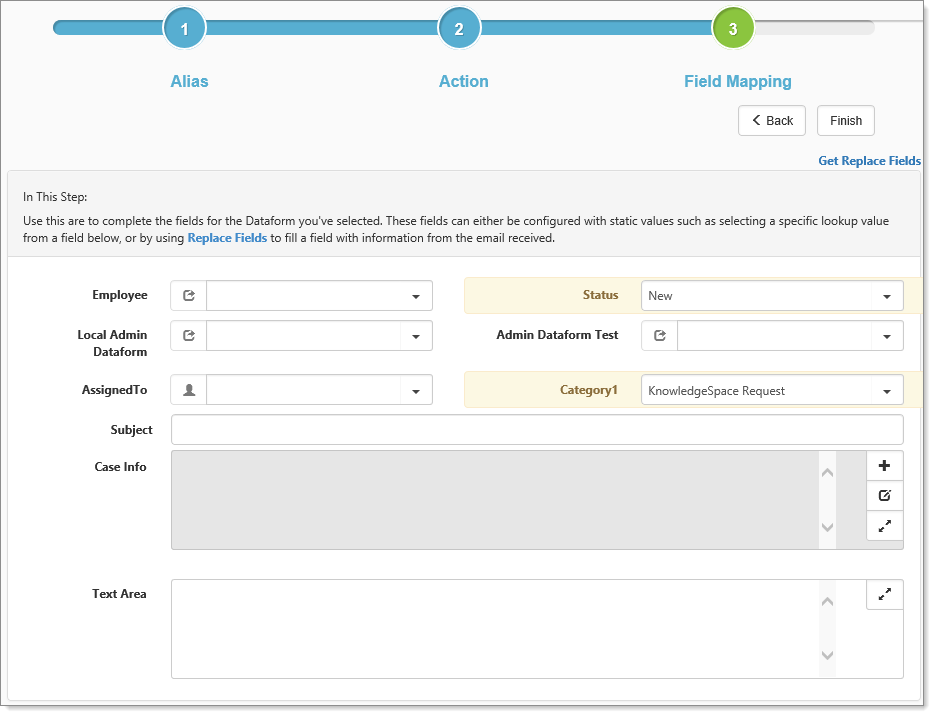 1 2 3
Alias Action Field Mapping
Back Finish
Get Replace Fields
In This Step:
Use this are to complete the fields for the Dataform you've selected. These fields can either be configured with static values such as selecting a specific lookup value
from a field below, or by using Replace Fields to fill a field with information from the email received.
Employee Status New
Local Admin
Dataform Admin Dataform Test
AssignedTo Category1 KnowledgeSpace Request
Subject
Case Info
Text Area